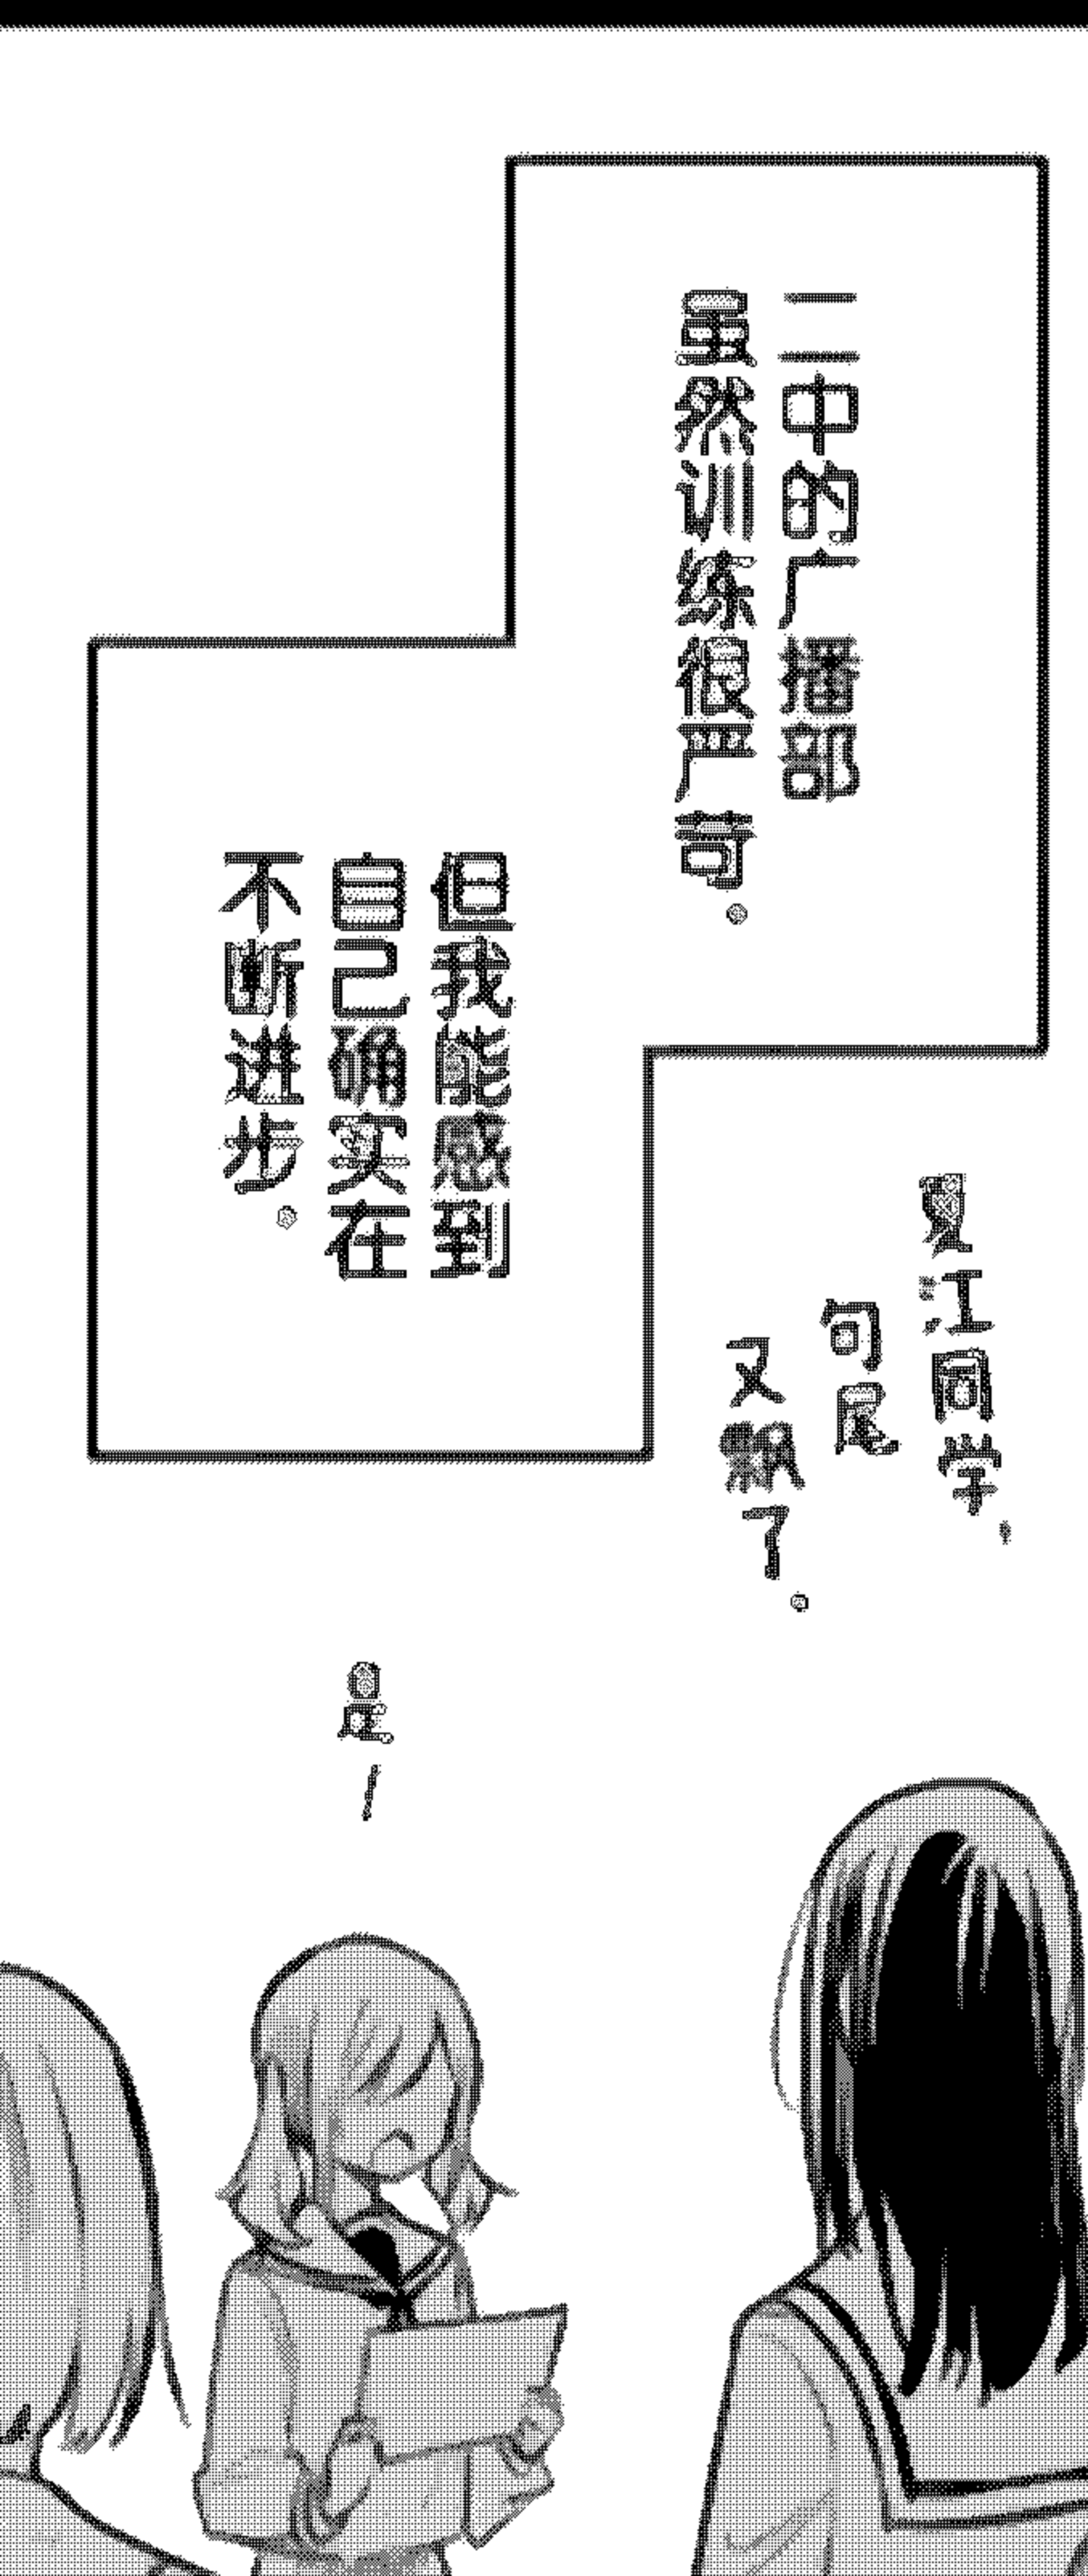 二中的广播部
虽然训练很严苛。
但我能感到
自己确实在
不断进步。
夏江同学，
句尾
又飘了。
是/